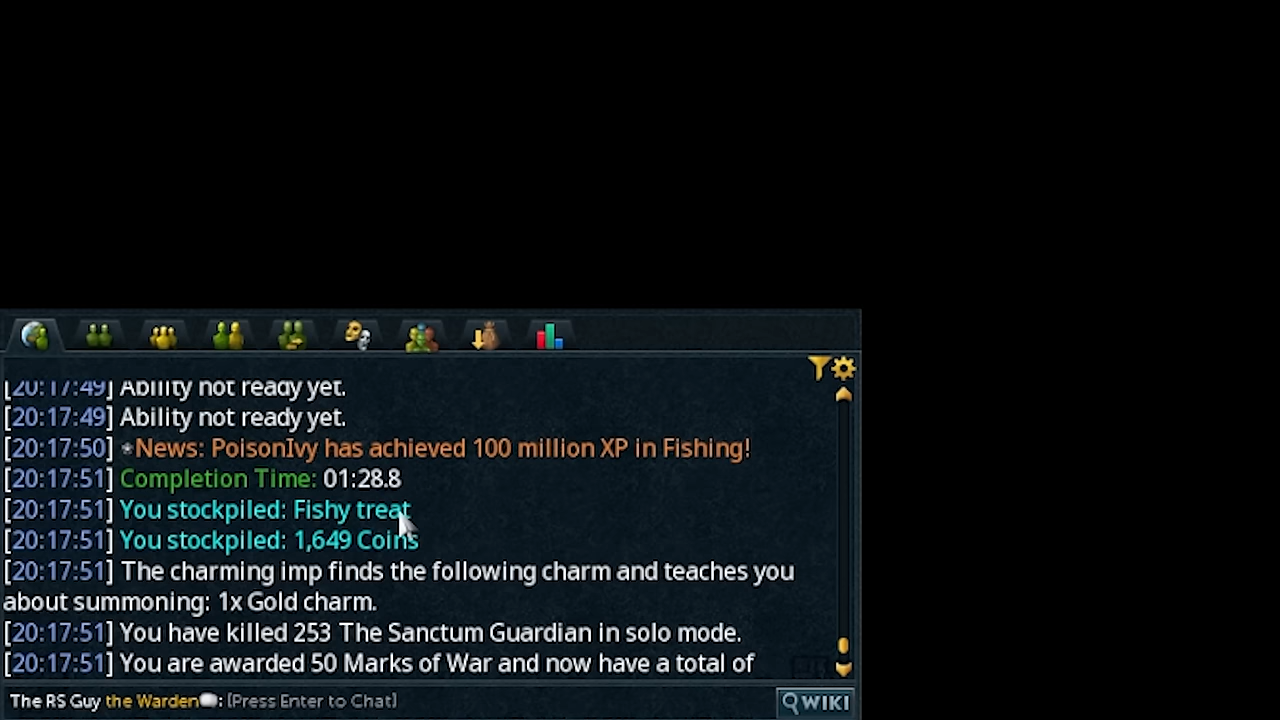 [20:17:49] Ability not ready yet.
[20:17:49] Ability not ready yet.
[20:17:50] News: PoisonIvy has achieved 100 million XP in Fishing!
[20:17:51] Completion Time: 01:28.8
[20:17:51] You stockpiled: Fishy treat
[20:17:51] You stockpiled: 1,649 Coins
[20:17:51] The charming imp finds the following charm and teaches you
about summoning: 1x Gold charm.
[20:17:51] You have killed 253 The Sanctum Guardian in solo mode.
[20:17:51] You are awarded 50 Marks of War and now have a total of
The RS Guy the Warden: [Press Enter to Chat]
WIKI